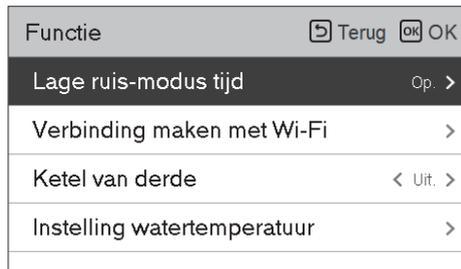 Functie Terug OK OK
Lage ruis-modus tijd Op. >
Verbinding maken met Wi-Fi >
Ketel van derde < Uit. >
Instelling watertemperatuur >